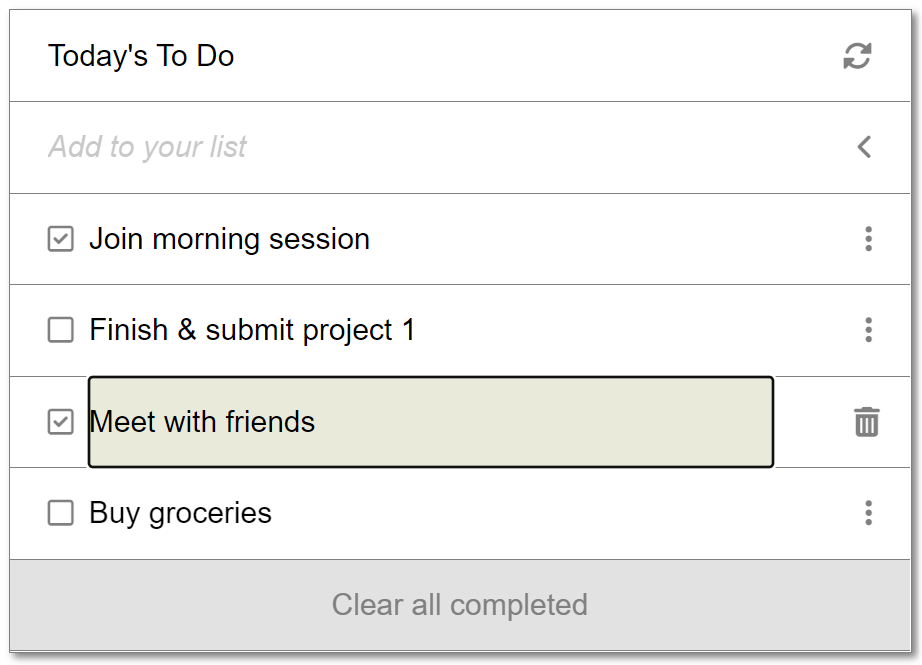 Today's To Do
Add to your list
Join morning session
Finish & submit project 1
Meet with friends
Buy groceries
Clear all completed